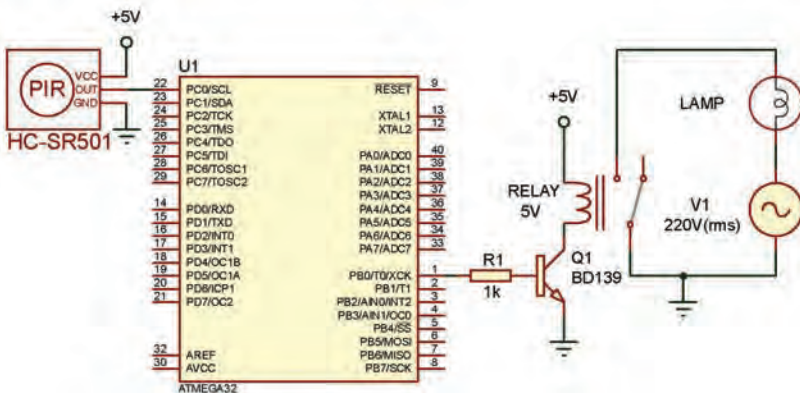 +5V
PIR
VCC
OUT
GND
HC-SR501
U1
22 PC0/SCL
23 PC1/SDA
24 PC2/TCK
25 PC3/TMS
26 PC4/TDO
27 PC5/TDI
28 PC6/TOSC1
29 PC7/TOSC2
14 PD0/RXD
15 PD1/TXD
16 PD2/INT0
17 PD3/INT1
18 PD4/OC1B
19 PD5/OC1A
20 PD6/ICP1
21 PD7/OC2
32 AREF
30 AVCC
RESET 9
XTAL1 13
XTAL2 12
PA0/ADC0 40
PA1/ADC1 39
PA2/ADC2 38
PA3/ADC3 37
PA4/ADC4 36
PA5/ADC5 35
PA6/ADC6 34
PA7/ADC7 33
PB0/T0/XCK 1
PB1/T1 2
PB2/AIN0/INT2 3
PB3/AIN1/OC0 4
PB4/SS 5
PB5/MOSI 6
PB6/MISO 7
PB7/SCK 8
ATMEGA32
R1
1k
+5V
RELAY
5V
Q1
BD139
LAMP
V1
220V(rms)